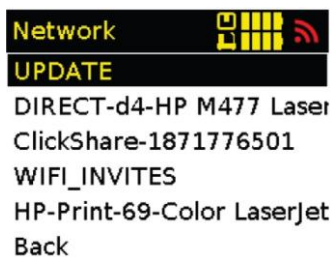 Network
UPDATE
DIRECT-d4-HP M477 Laser
ClickShare-1871776501
WIFI_INVITES
HP-Print-69-Color LaserJet
Back